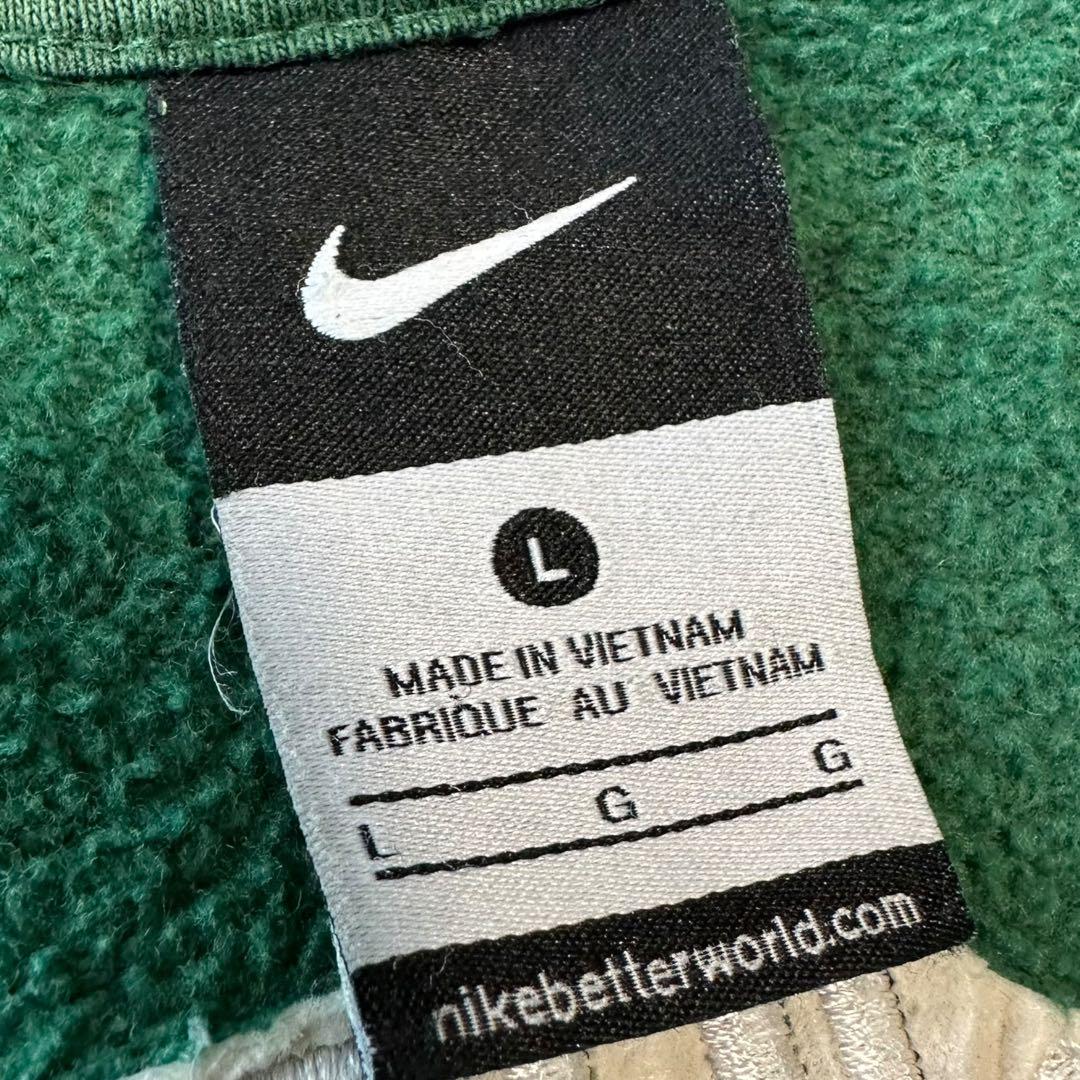 L
MADE IN VIETNAM
FABRIQUE AU VIETNAM
L G G
nikebetterworld.com